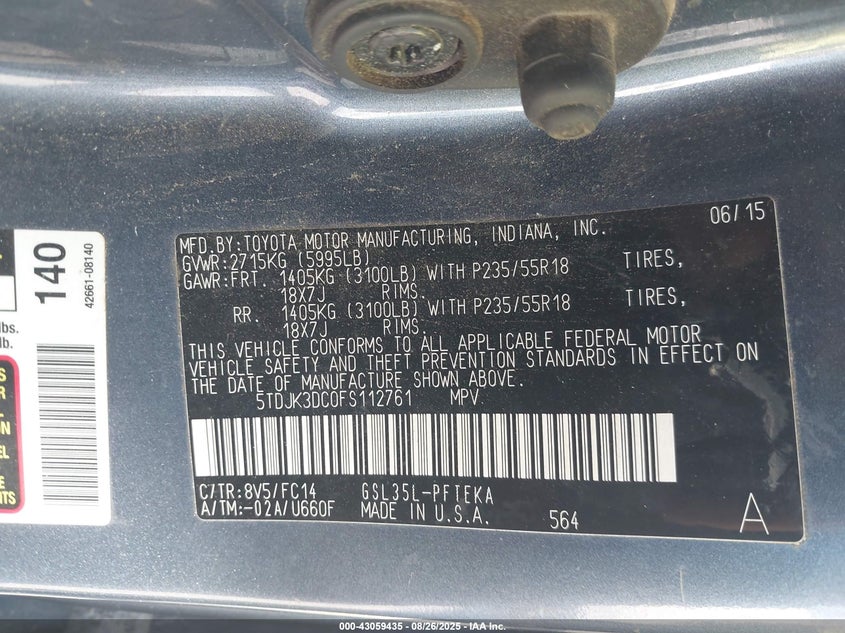 06/15
MFD.BY:TOYOTA MOTOR MANUFACTURING, INDIANA, INC.
GVWR:2715KG (5995LB)
GAWR:FRT. 1405KG (3100LB) WITH P235/55R18 TIRES,
18X7J RIMS.
RR. 1405KG (3100LB) WITH P235/55R18 TIRES,
18X7J RIMS.
THIS VEHICLE CONFORMS TO ALL APPLICABLE FEDERAL MOTOR
VEHICLE SAFETY AND THEFT PREVENTION STANDARDS IN EFFECT ON
THE DATE OF MANUFACTURE SHOWN ABOVE.
5TDJK3DC0FS112761 MPV
C/TR:8V5/FC14 GSL35L-PFTEKA
A/TM:-02A/U660F MADE IN U.S.A. 564 A
140
42661-08140
lbs.
lb.
000-43059435 - 08/26/2025 - IAA Inc.